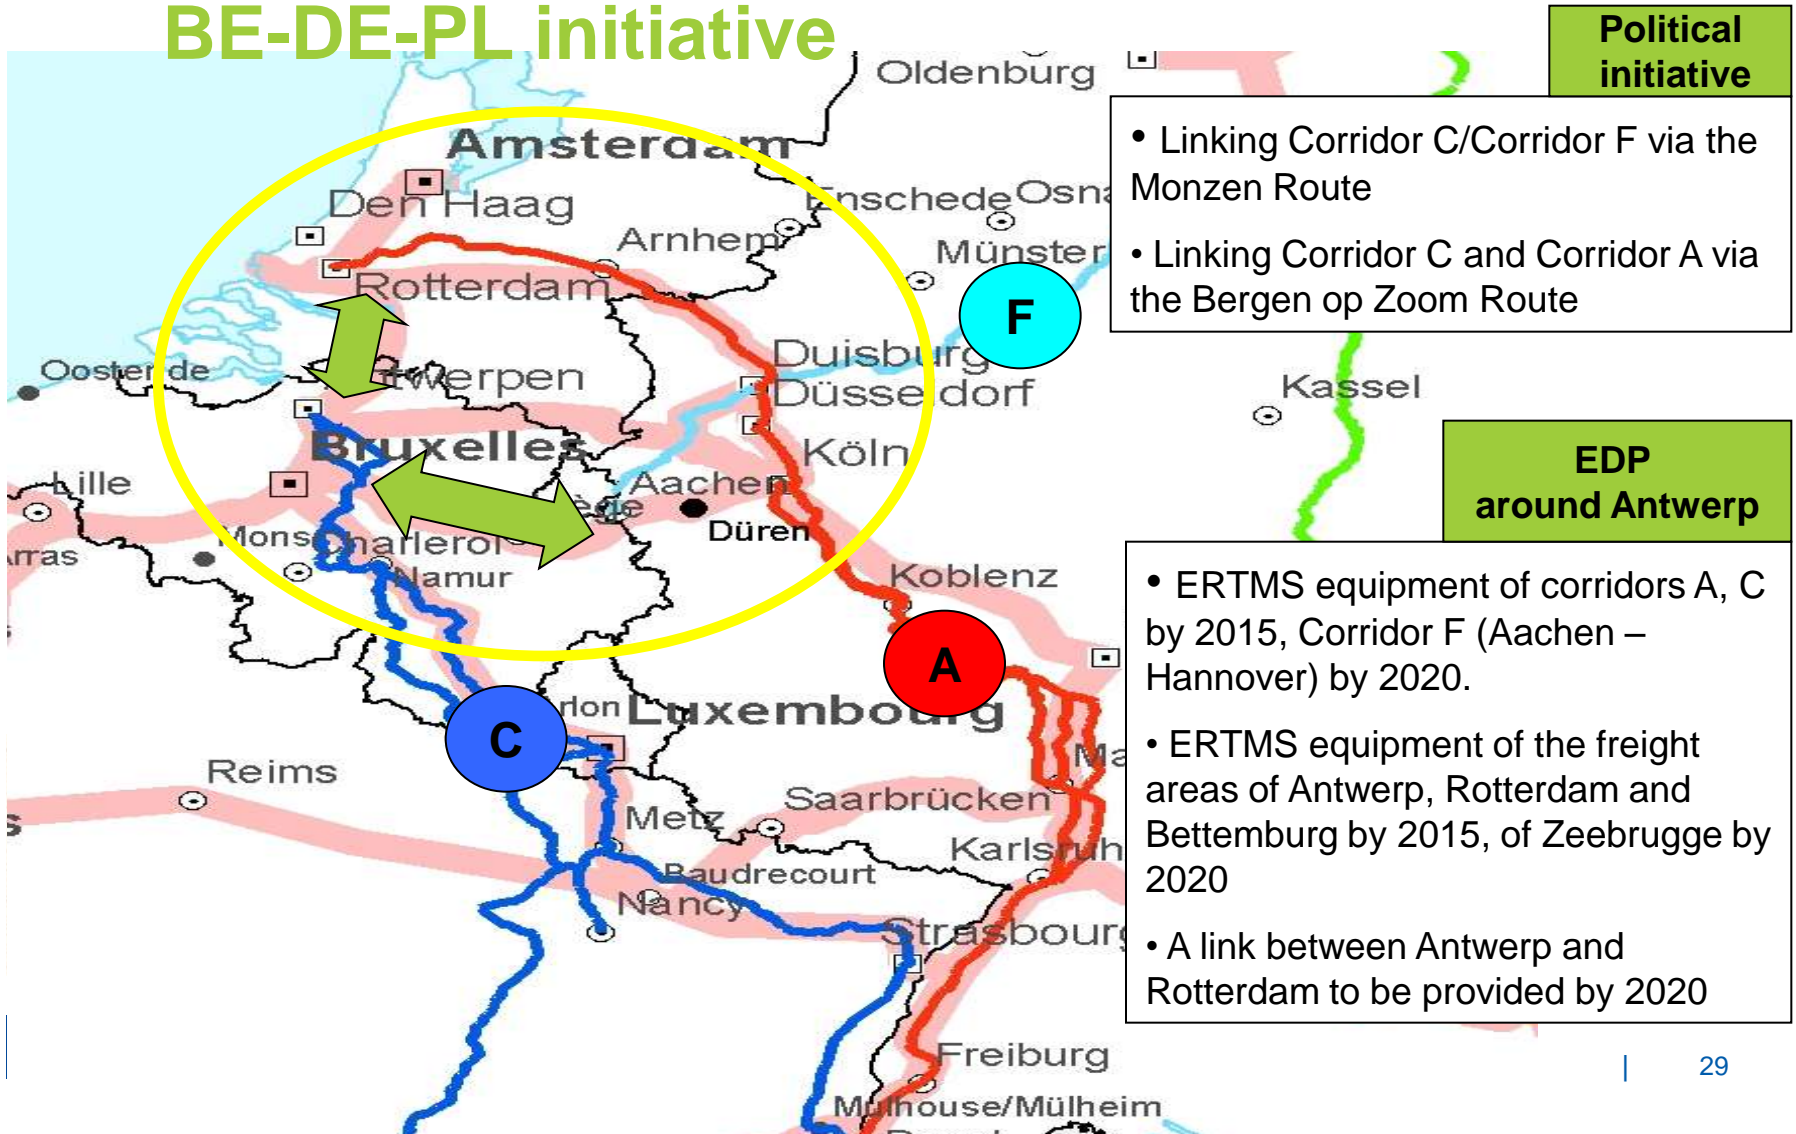 BE-DE-PL initiative
Political
initiative
Oldenburg
• Linking Corridor C/Corridor F via the
Monzen Route
• Linking Corridor C and Corridor A via
the Bergen op Zoom Route
Amsterdam
Den Haag
Enschede
Arnhem
Münster
Rotterdam
F
Duisburg
Oostende
Düsseldorf
Kassel
Bruxelles
Köln
EDP
around Antwerp
Lille
Aachen
Düren
Mons
Charleroi
Namur
Koblenz
• ERTMS equipment of corridors A, C
by 2015, Corridor F (Aachen –
Hannover) by 2020.
• ERTMS equipment of the freight
areas of Antwerp, Rotterdam and
Bettemburg by 2015, of Zeebrugge by
2020
• A link between Antwerp and
Rotterdam to be provided by 2020
A
Luxembourg
C
Reims
Saarbrücken
Metz
Baudrecourt
Nancy
Freiburg
Mulhouse/Mülheim
| 29